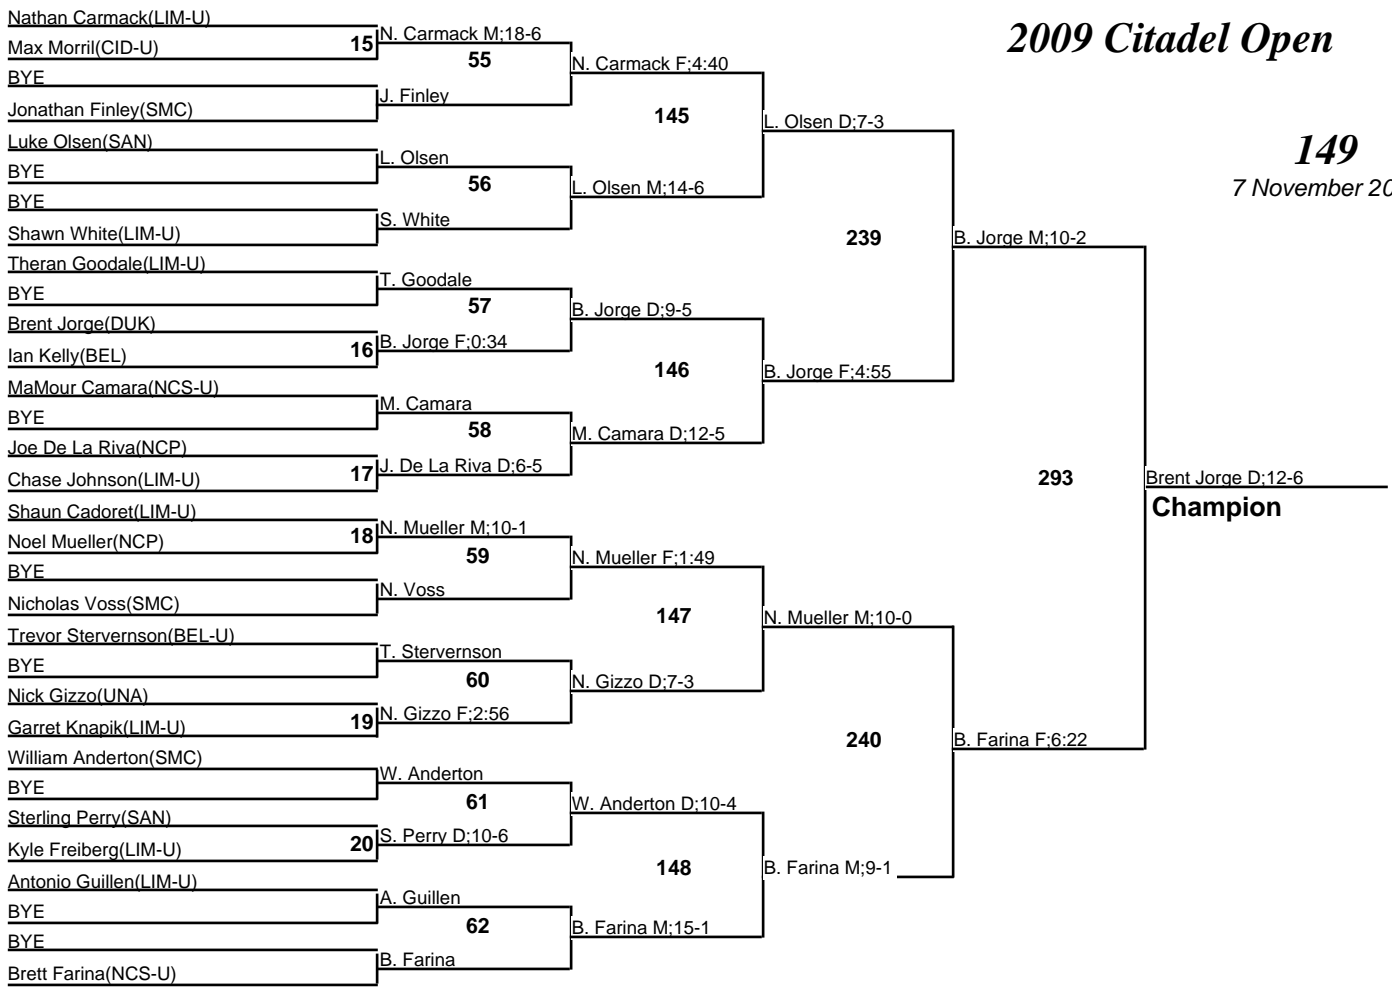 2009 Citadel Open
149
7 November 20
Nathan Carmack(LIM-U)
Max Morril(CID-U)
BYE
Jonathan Finley(SMC)
Luke Olsen(SAN)
BYE
BYE
Shawn White(LIM-U)
Theran Goodale(LIM-U)
BYE
Brent Jorge(DUK)
Ian Kelly(BEL)
MaMour Camara(NCS-U)
BYE
Joe De La Riva(NCP)
Chase Johnson(LIM-U)
Shaun Cadoret(LIM-U)
Noel Mueller(NCP)
BYE
Nicholas Voss(SMC)
Trevor Stervernson(BEL-U)
BYE
Nick Gizzo(UNA)
Garret Knapik(LIM-U)
William Anderton(SMC)
BYE
Sterling Perry(SAN)
Kyle Freiberg(LIM-U)
Antonio Guillen(LIM-U)
BYE
BYE
Brett Farina(NCS-U)
15
16
17
18
19
20
N. Carmack M;18-6
55
J. Finley
L. Olsen
56
S. White
T. Goodale
57
B. Jorge F;0:34
M. Camara
58
J. De La Riva D;6-5
N. Mueller M;10-1
59
N. Voss
T. Stervernson
60
N. Gizzo F;2:56
W. Anderton
61
S. Perry D;10-6
A. Guillen
62
B. Farina
N. Carmack F;4:40
145
L. Olsen M;14-6
B. Jorge D;9-5
146
M. Camara D;12-5
N. Mueller F;1:49
147
N. Gizzo D;7-3
W. Anderton D;10-4
148
B. Farina M;15-1
L. Olsen D;7-3
239
B. Jorge F;4:55
N. Mueller M;10-0
240
B. Farina M;9-1
B. Jorge M;10-2
293
B. Farina F;6:22
Brent Jorge D;12-6
Champion